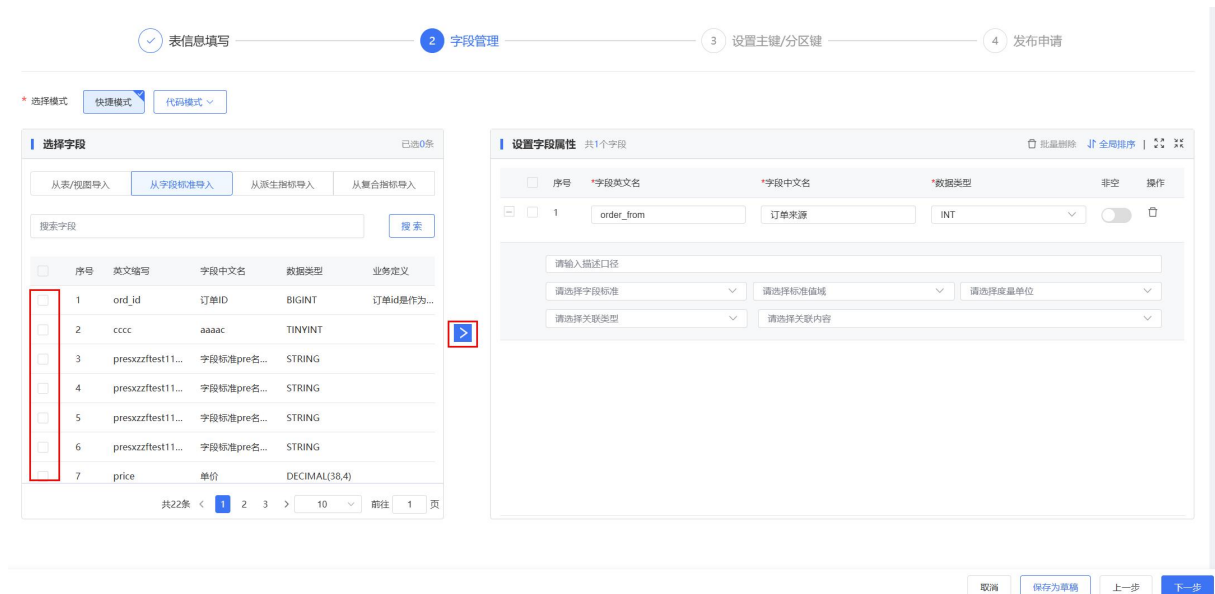 表信息填写 2 字段管理 3 设置主键/分区键 4 发布申请
* 选择模式 快捷模式 代码模式
选择字段 已选0条
从表/视图导入 从字段标准导入 从派生指标导入 从复合指标导入
搜索字段 搜索
序号 英文缩写 字段中文名 数据类型 业务定义
1 ord_id 订单ID BIGINT 订单id是作为...
2 cccc aaaac TINYINT
3 presxzzftest11... 字段标准pre名... STRING
4 presxzzftest11... 字段标准pre名... STRING
5 presxzzftest11... 字段标准pre名... STRING
6 presxzzftest11... 字段标准pre名... STRING
7 price 单价 DECIMAL(38,4)
共22条 < 1 2 3 > 10 前往 1 页
设置字段属性 共1个字段 批量删除 全局排序
序号 *字段英文名 *字段中文名 *数据类型 非空 操作
1 order_from 订单来源 INT
请输入描述口径
请选择字段标准 请选择标准值域 请选择度量单位
请选择关联类型 请选择关联内容
取消 保存为草稿 上一步 下一步